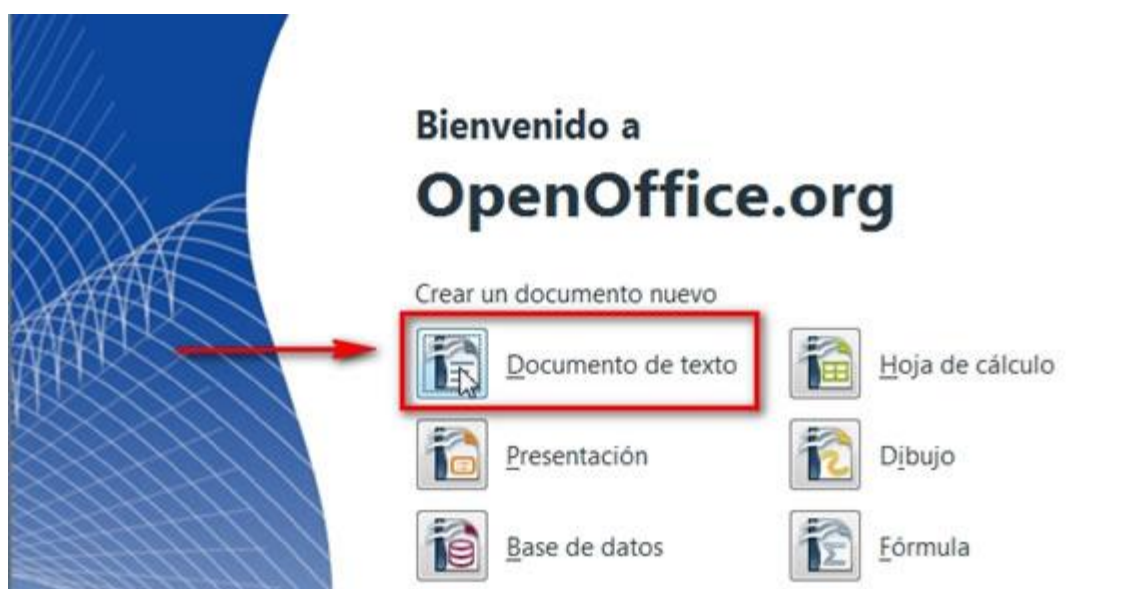 Bienvenido a
OpenOffice.org
Crear un documento nuevo
Documento de texto
Hoja de cálculo
Presentación
Dibujo
Base de datos
Fórmula